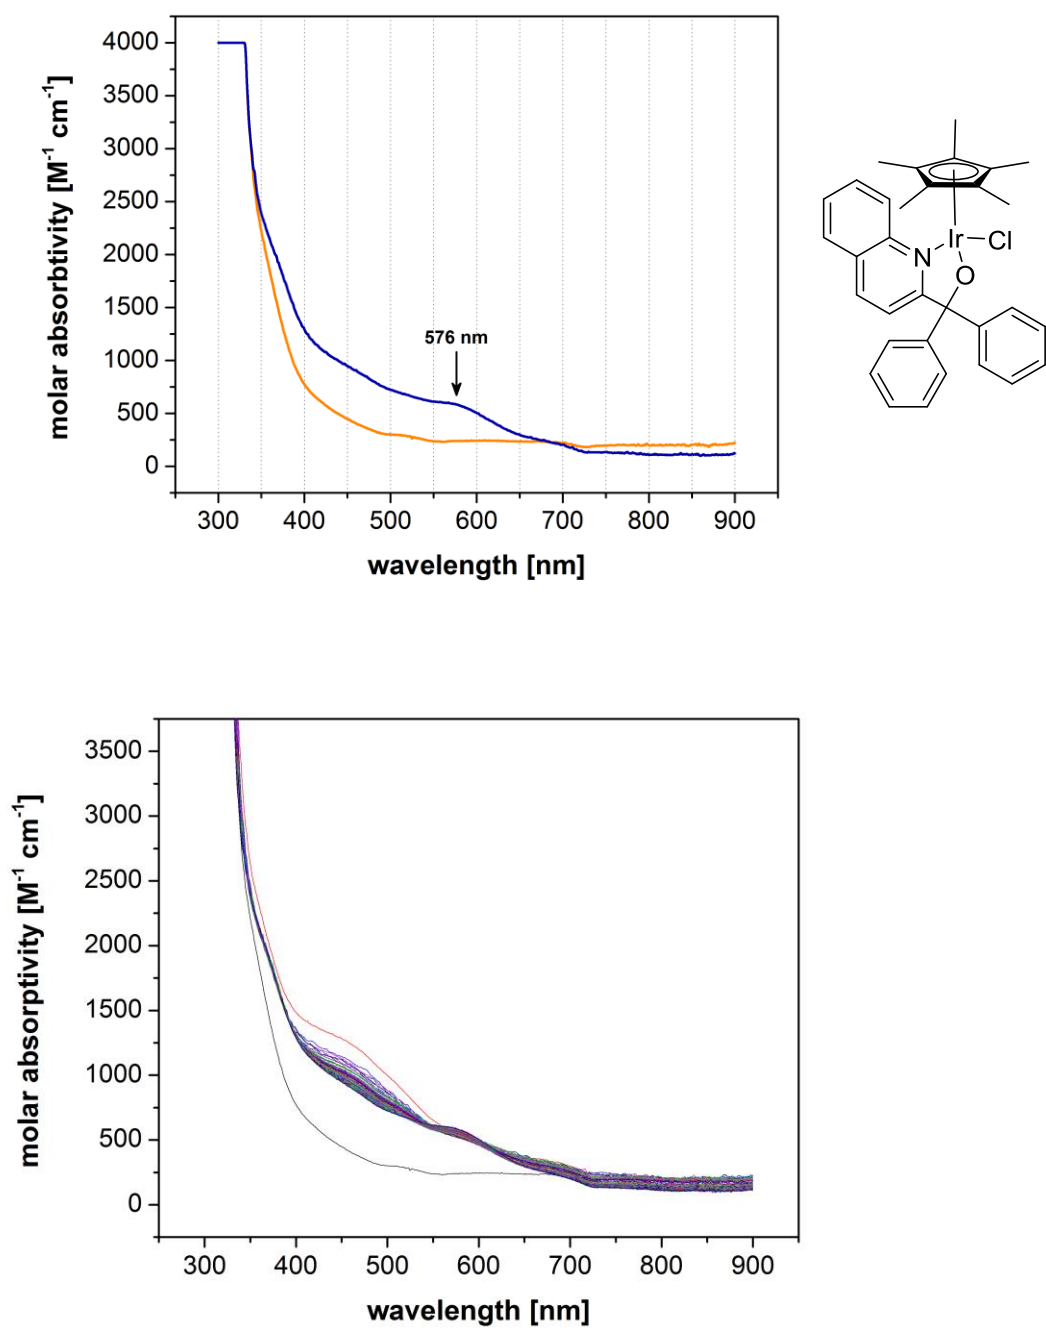 4000
3500
3000
2500
2000
1500
1000
500
0
molar absorbtivity [M⁻¹ cm⁻¹]
576 nm
300 400 500 600 700 800 900
wavelength [nm]
Ir
Cl
N
O
3500
3000
2500
2000
1500
1000
500
0
molar absorptivity [M⁻¹ cm⁻¹]
300 400 500 600 700 800 900
wavelength [nm]